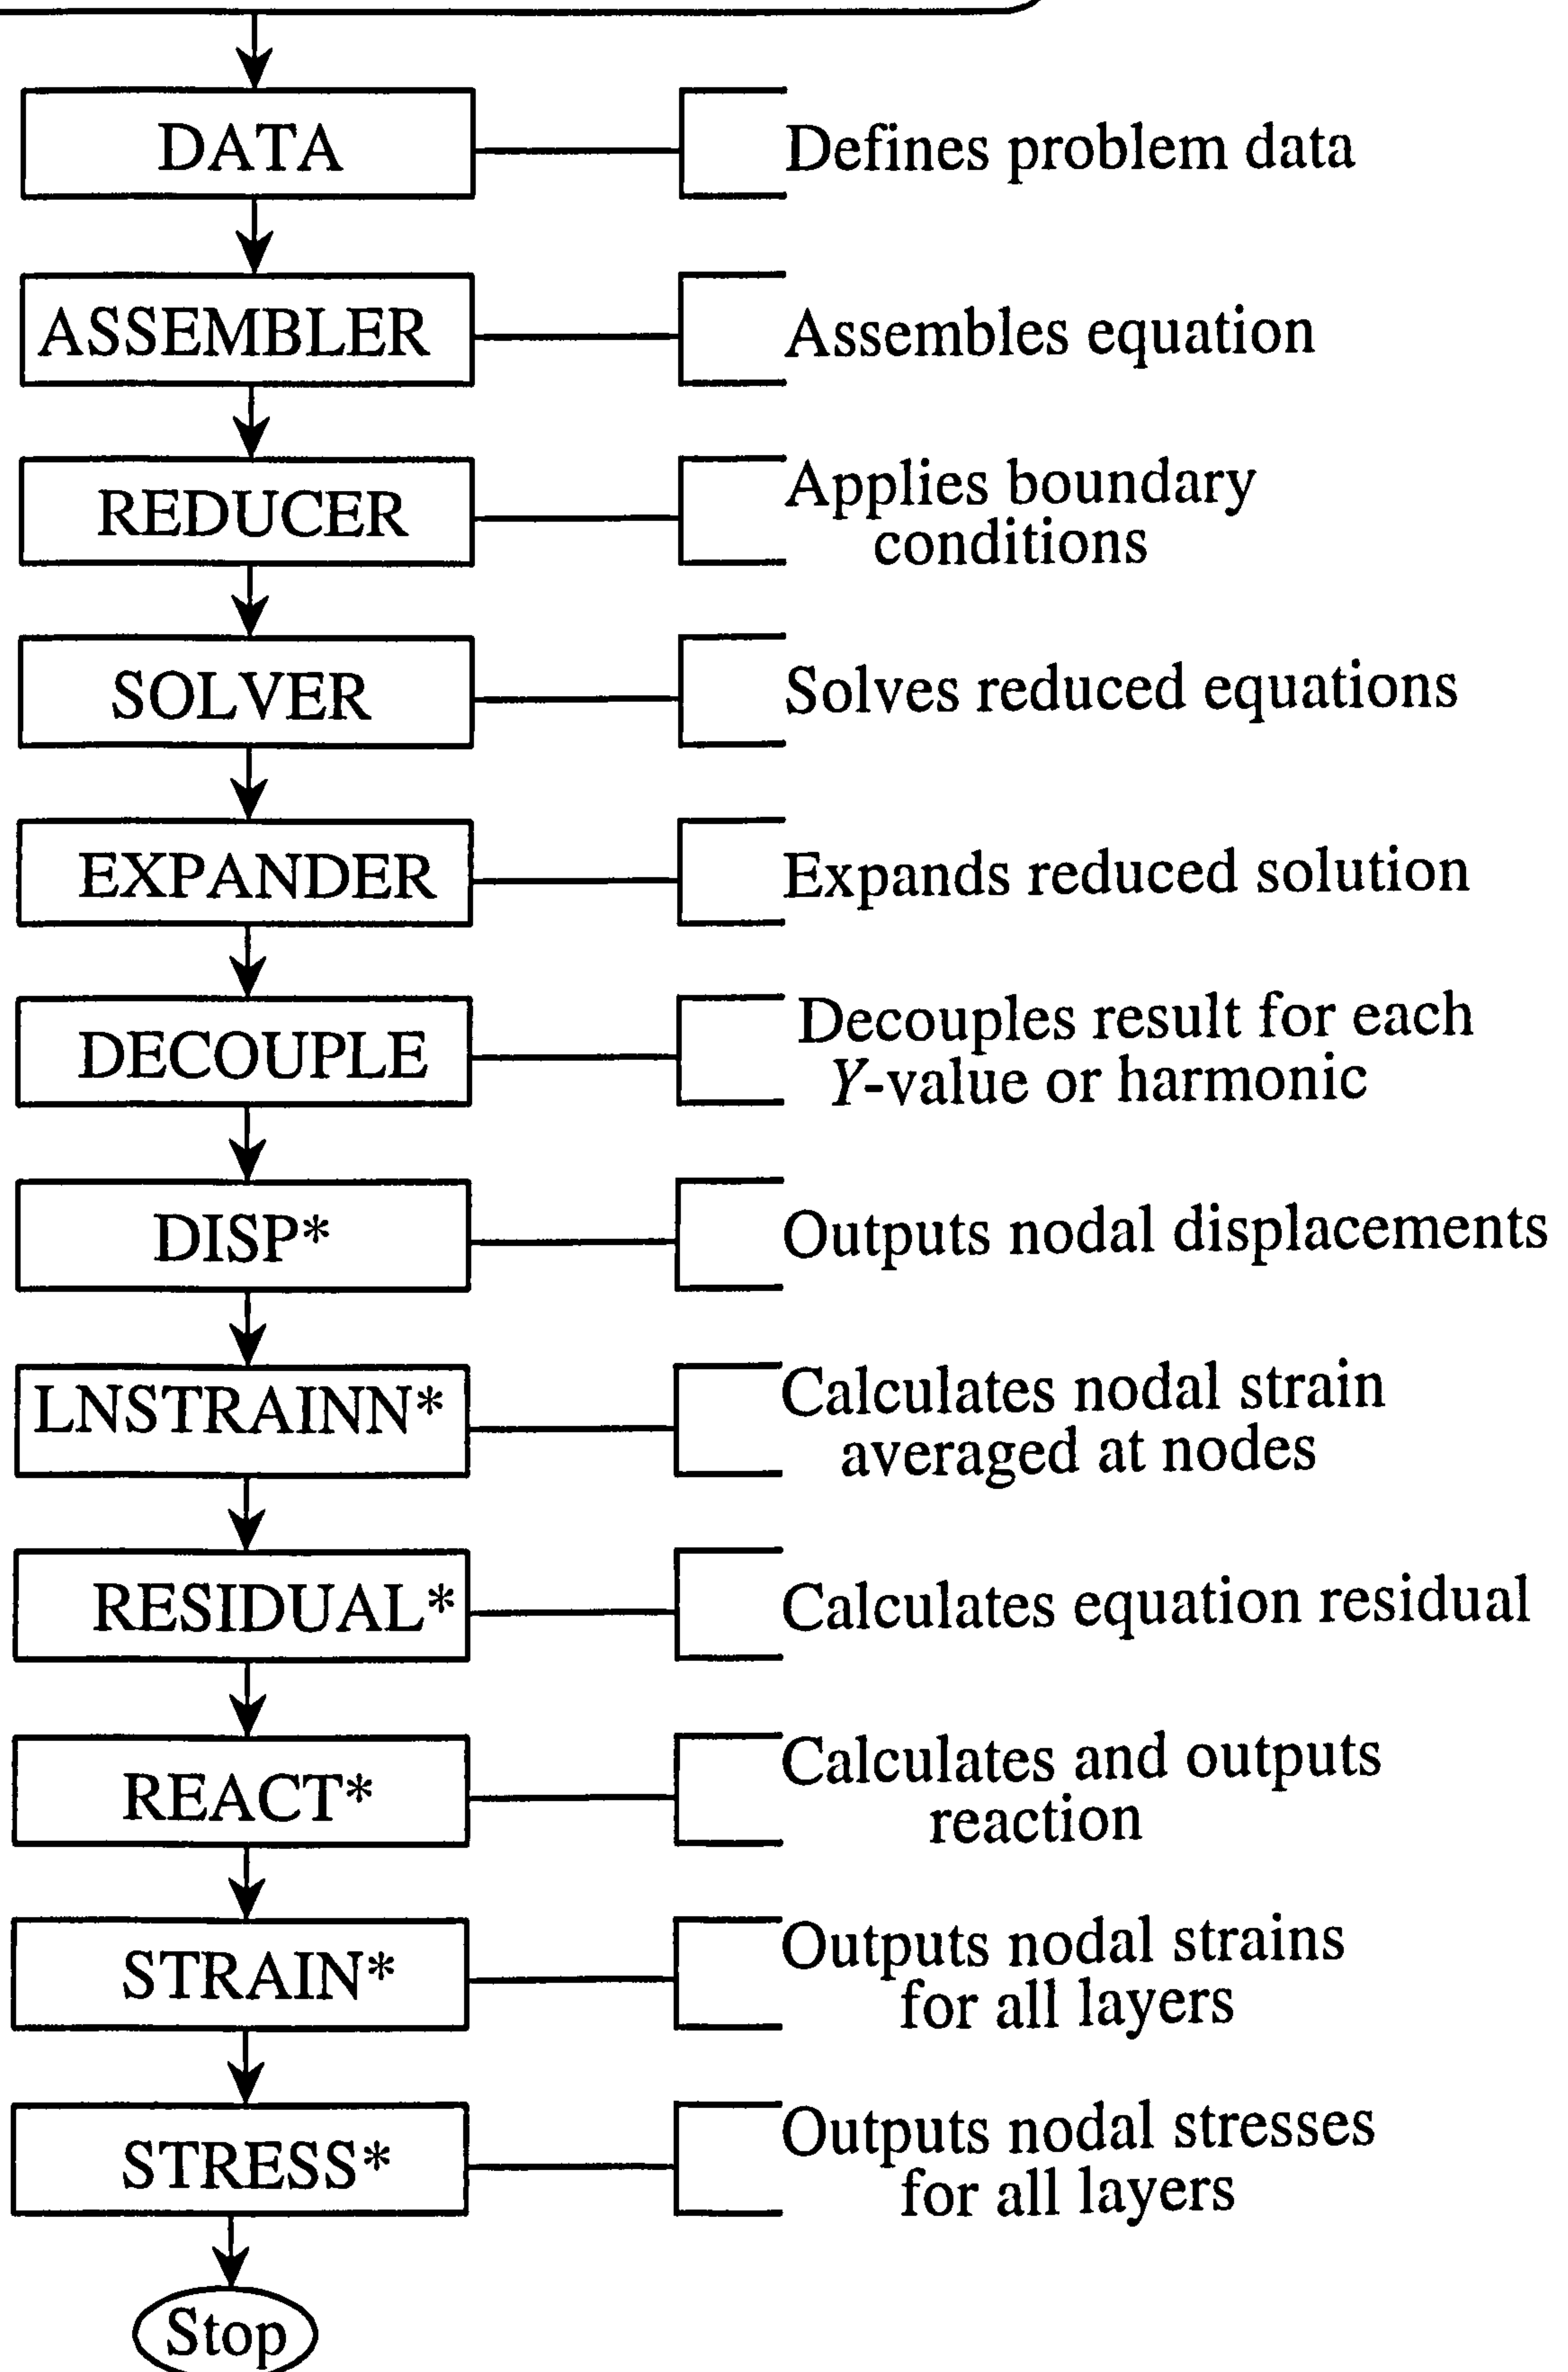 DATA
Defines problem data
ASSEMBLER
Assembles equation
REDUCER
Applies boundary
conditions
SOLVER
Solves reduced equations
EXPANDER
Expands reduced solution
DECOUPLE
Decouples result for each
Y-value or harmonic
DISP*
Outputs nodal displacements
LNSTRAINN*
Calculates nodal strain
averaged at nodes
RESIDUAL*
Calculates equation residual
REACT*
Calculates and outputs
reaction
STRAIN*
Outputs nodal strains
for all layers
STRESS*
Outputs nodal stresses
for all layers
Stop